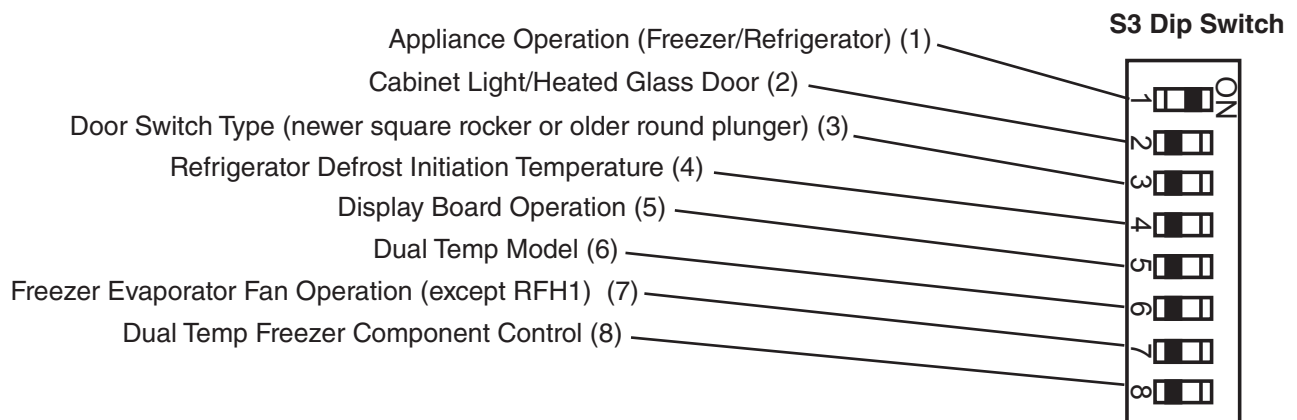 S3 Dip Switch
Appliance Operation (Freezer/Refrigerator) (1)
Cabinet Light/Heated Glass Door (2)
Door Switch Type (newer square rocker or older round plunger) (3)
Refrigerator Defrost Initiation Temperature (4)
Display Board Operation (5)
Dual Temp Model (6)
Freezer Evaporator Fan Operation (except RFH1) (7)
Dual Temp Freezer Component Control (8)
ON
1
2
3
4
5
6
7
8